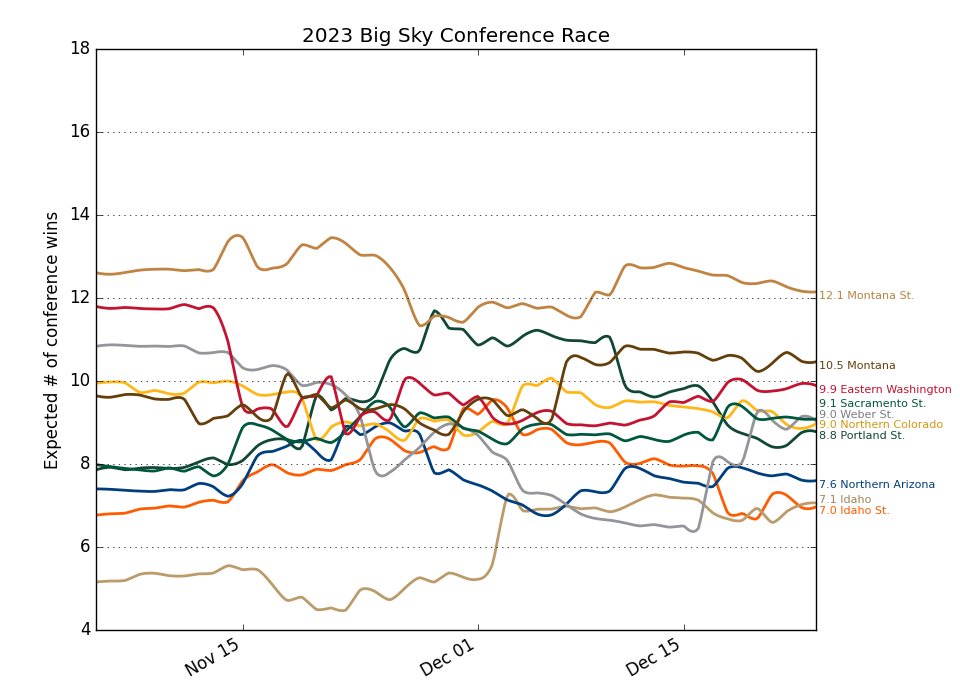 2023 Big Sky Conference Race
Expected # of conference wins
18
16
14
12
10
8
6
4
Nov 15
Dec 01
Dec 15
12.1 Montana St.
10.5 Montana
9.9 Eastern Washington
9.1 Sacramento St.
9.0 Weber St.
9.0 Northern Colorado
8.8 Portland St.
7.6 Northern Arizona
7.1 Idaho
7.0 Idaho St.